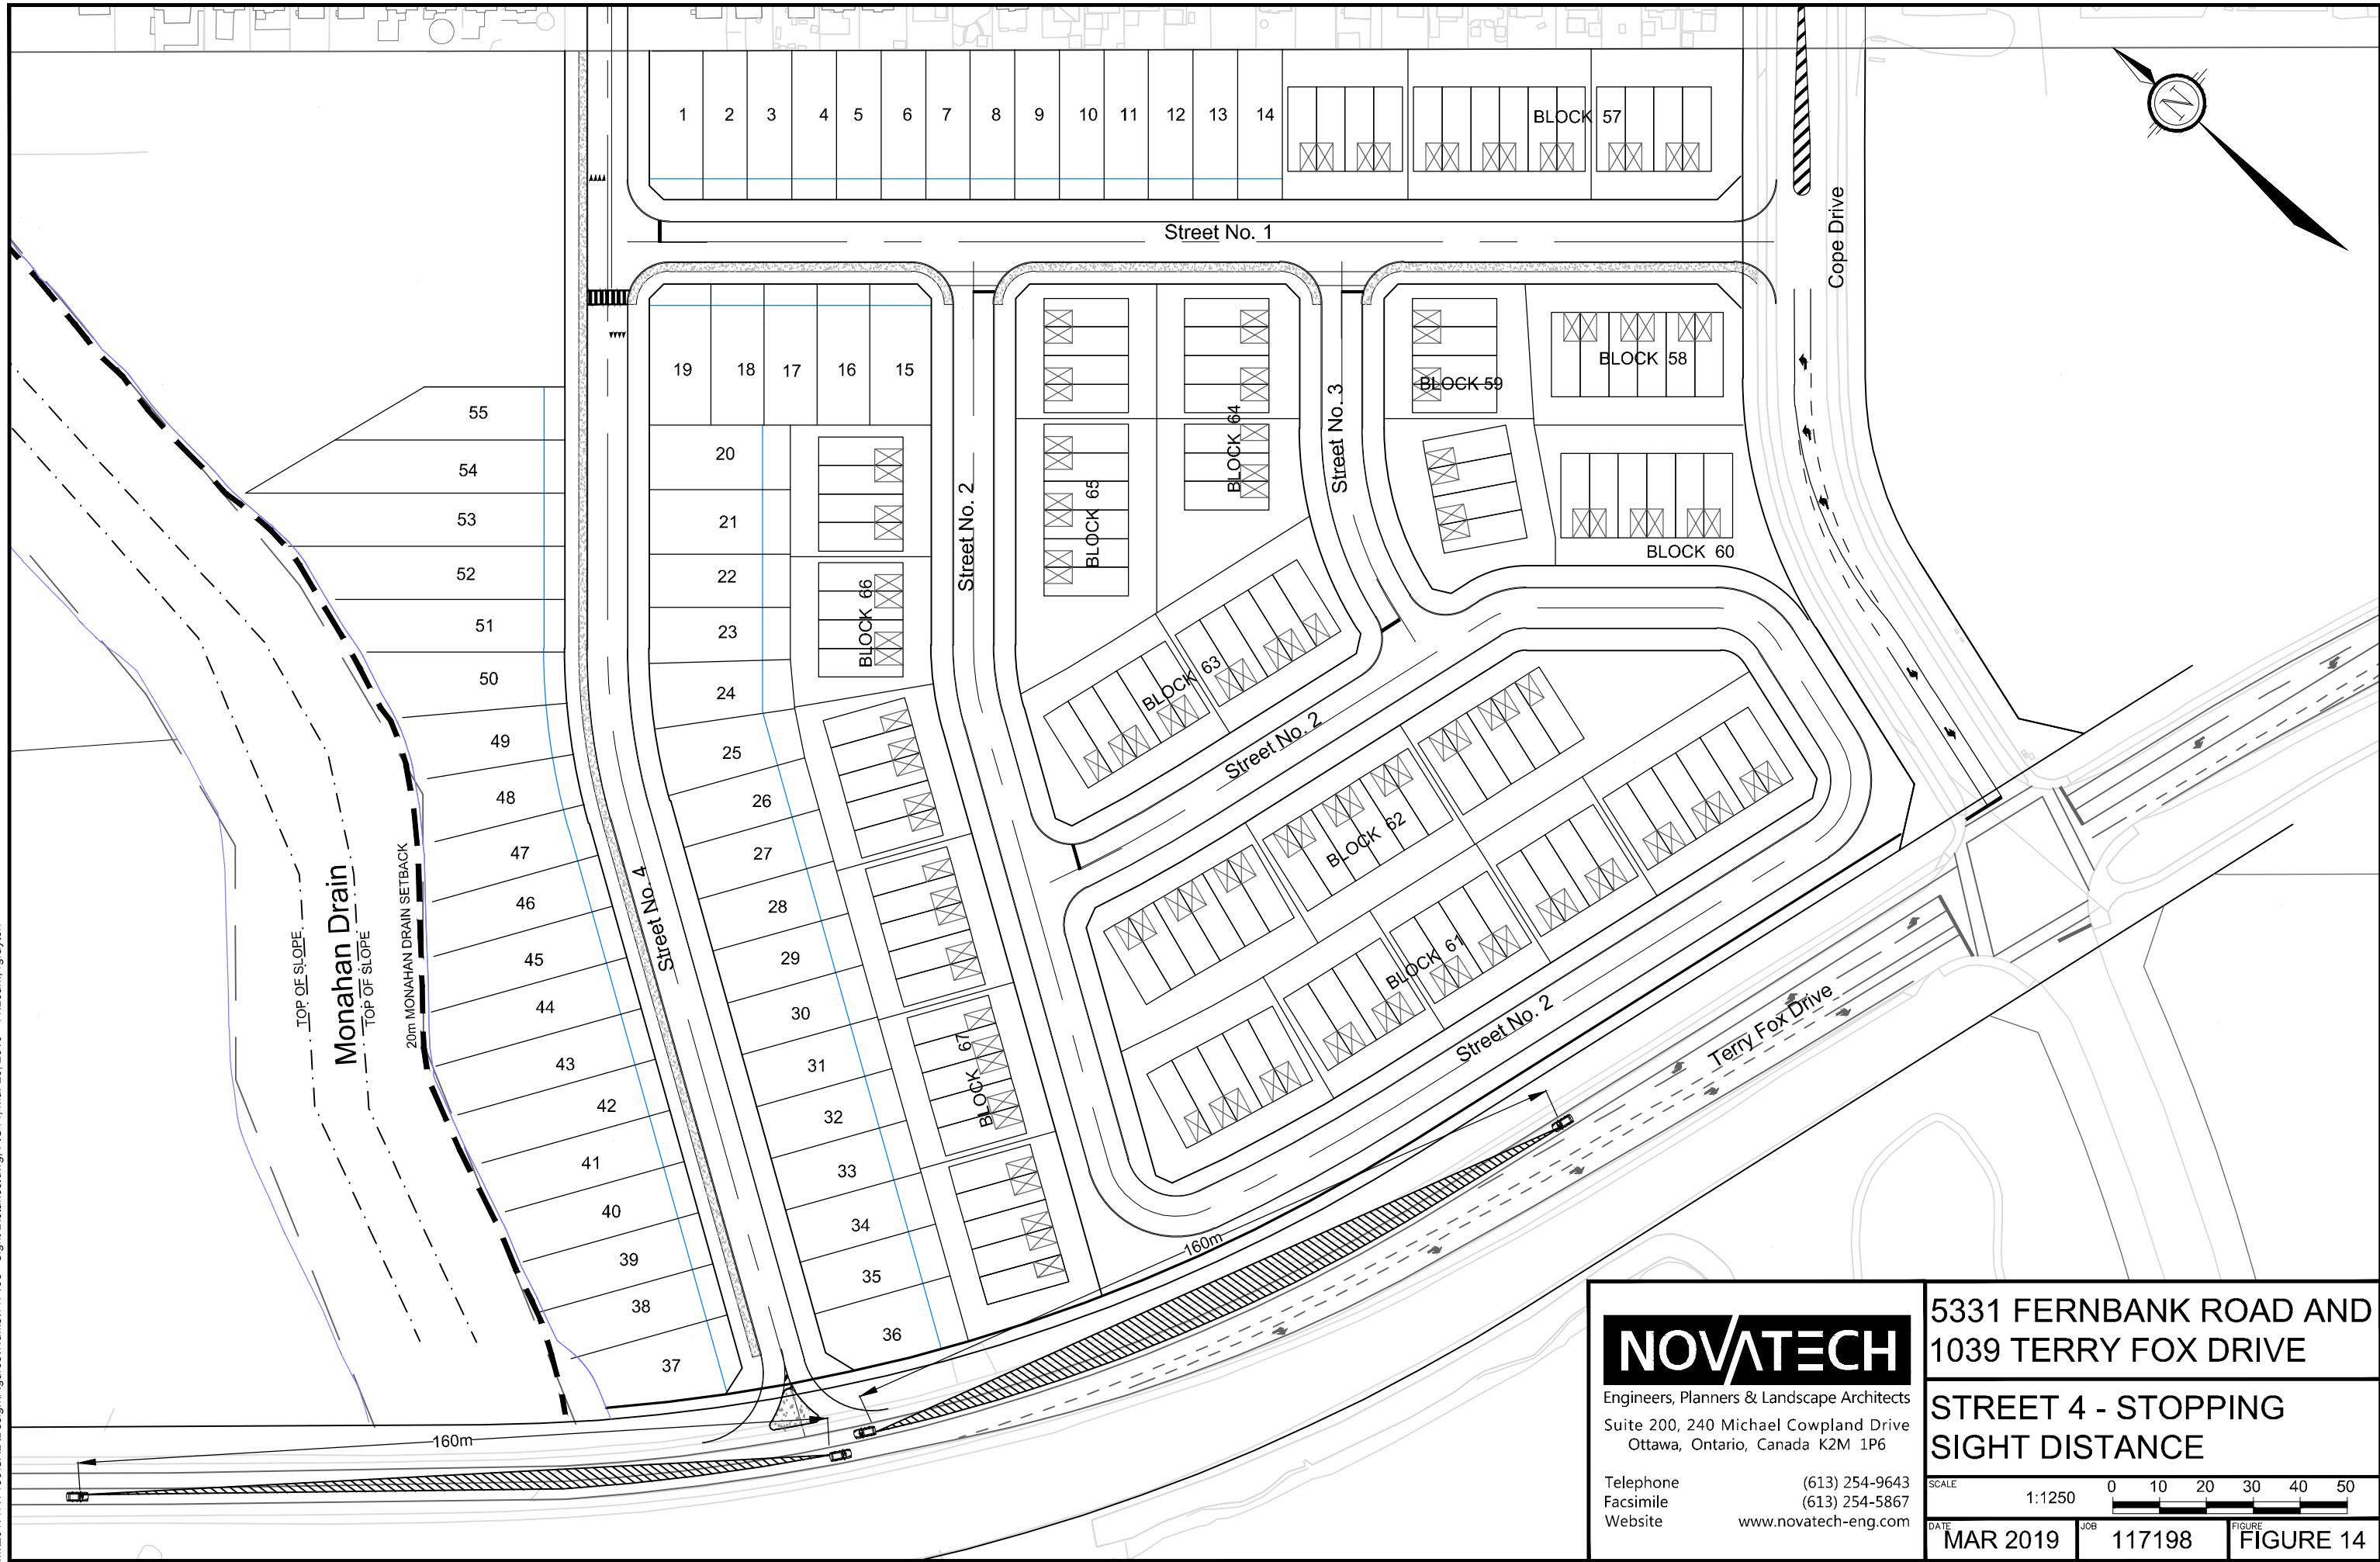 1 2 3 4 5 6 7 8 9 10 11 12 13 14
BLOCK 57
Street No. 1
Cope Drive
N
19 18 17 16 15
BLOCK 59
BLOCK 58
BLOCK 64
Street No. 3
BLOCK 65
Street No. 2
BLOCK 60
BLOCK 66
BLOCK 63
Street No. 2
BLOCK 62
BLOCK 61
Street No. 2
BLOCK 67
Terry Fox Drive
55
54
53
52
51
50
49
48
47
46
45
44
43
42
41
40
39
38
37
20
21
22
23
24
25
26
27
28
29
30
31
32
33
34
35
36
Street No. 4
TOP OF SLOPE
Monahan Drain
TOP OF SLOPE
20m MONAHAN DRAIN SETBACK
160m
160m
NOVATECH
Engineers, Planners & Landscape Architects
Suite 200, 240 Michael Cowpland Drive
Ottawa, Ontario, Canada K2M 1P6
Telephone (613) 254-9643
Facsimile (613) 254-5867
Website www.novatech-eng.com
5331 FERNBANK ROAD AND
1039 TERRY FOX DRIVE
STREET 4 - STOPPING
SIGHT DISTANCE
SCALE
1:1250
0 10 20 30 40 50
DATE MAR 2019
JOB 117198
FIGURE FIGURE 14